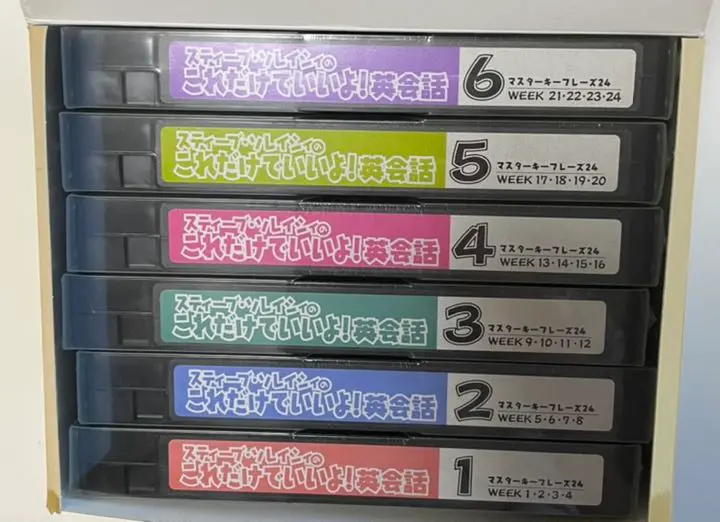 スティーブ・ソレイシィの
これだけでいいよ!英会話
6
マスターキーフレーズ24
WEEK 21・22・23・24
スティーブ・ソレイシィの
これだけでいいよ!英会話
5
マスターキーフレーズ24
WEEK 17・18・19・20
スティーブ・ソレイシィの
これだけでいいよ!英会話
4
マスターキーフレーズ24
WEEK 13・14・15・16
スティーブ・ソレイシィの
これだけでいいよ!英会話
3
マスターキーフレーズ24
WEEK 9・10・11・12
スティーブ・ソレイシィの
これだけでいいよ!英会話
2
マスターキーフレーズ24
WEEK 5・6・7・8
スティーブ・ソレイシィの
これだけでいいよ!英会話
1
マスターキーフレーズ24
WEEK 1・2・3・4